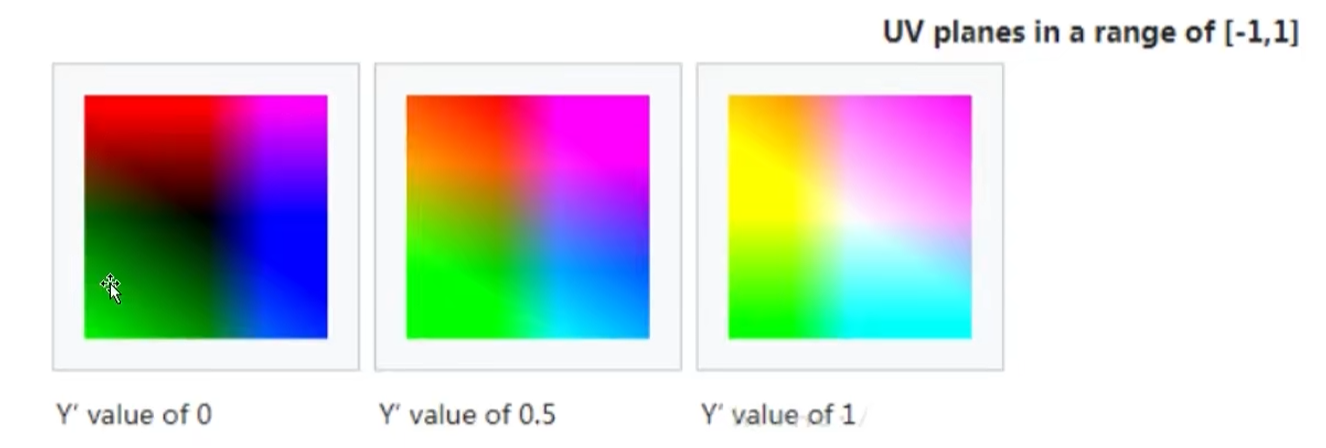 UV planes in a range of [-1,1]
Y' value of 0
Y' value of 0.5
Y' value of 1